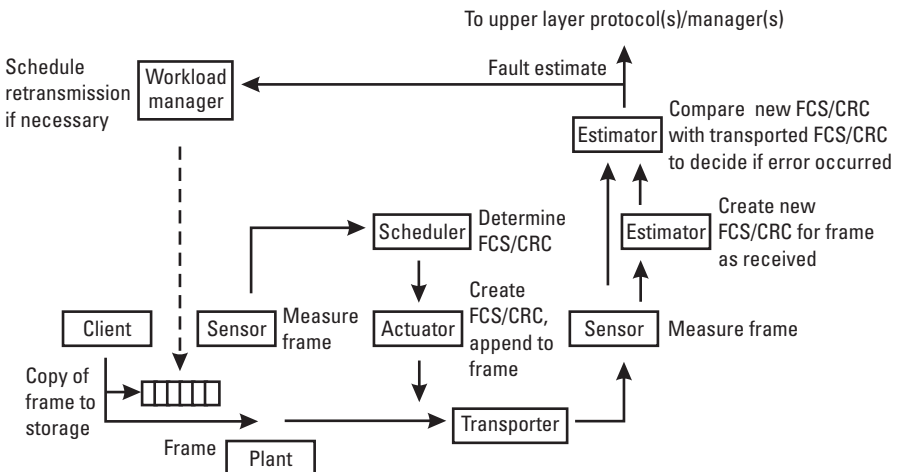 To upper layer protocol(s)/manager(s)
Schedule
retransmission
if necessary
Workload
manager
Fault estimate
Estimator
Compare new FCS/CRC
with transported FCS/CRC
to decide if error occurred
Scheduler
Determine
FCS/CRC
Estimator
Create new
FCS/CRC for frame
as received
Client
Sensor
Measure
frame
Actuator
Create
FCS/CRC,
append to
frame
Sensor
Measure frame
Copy of
frame to
storage
Transporter
Frame
Plant